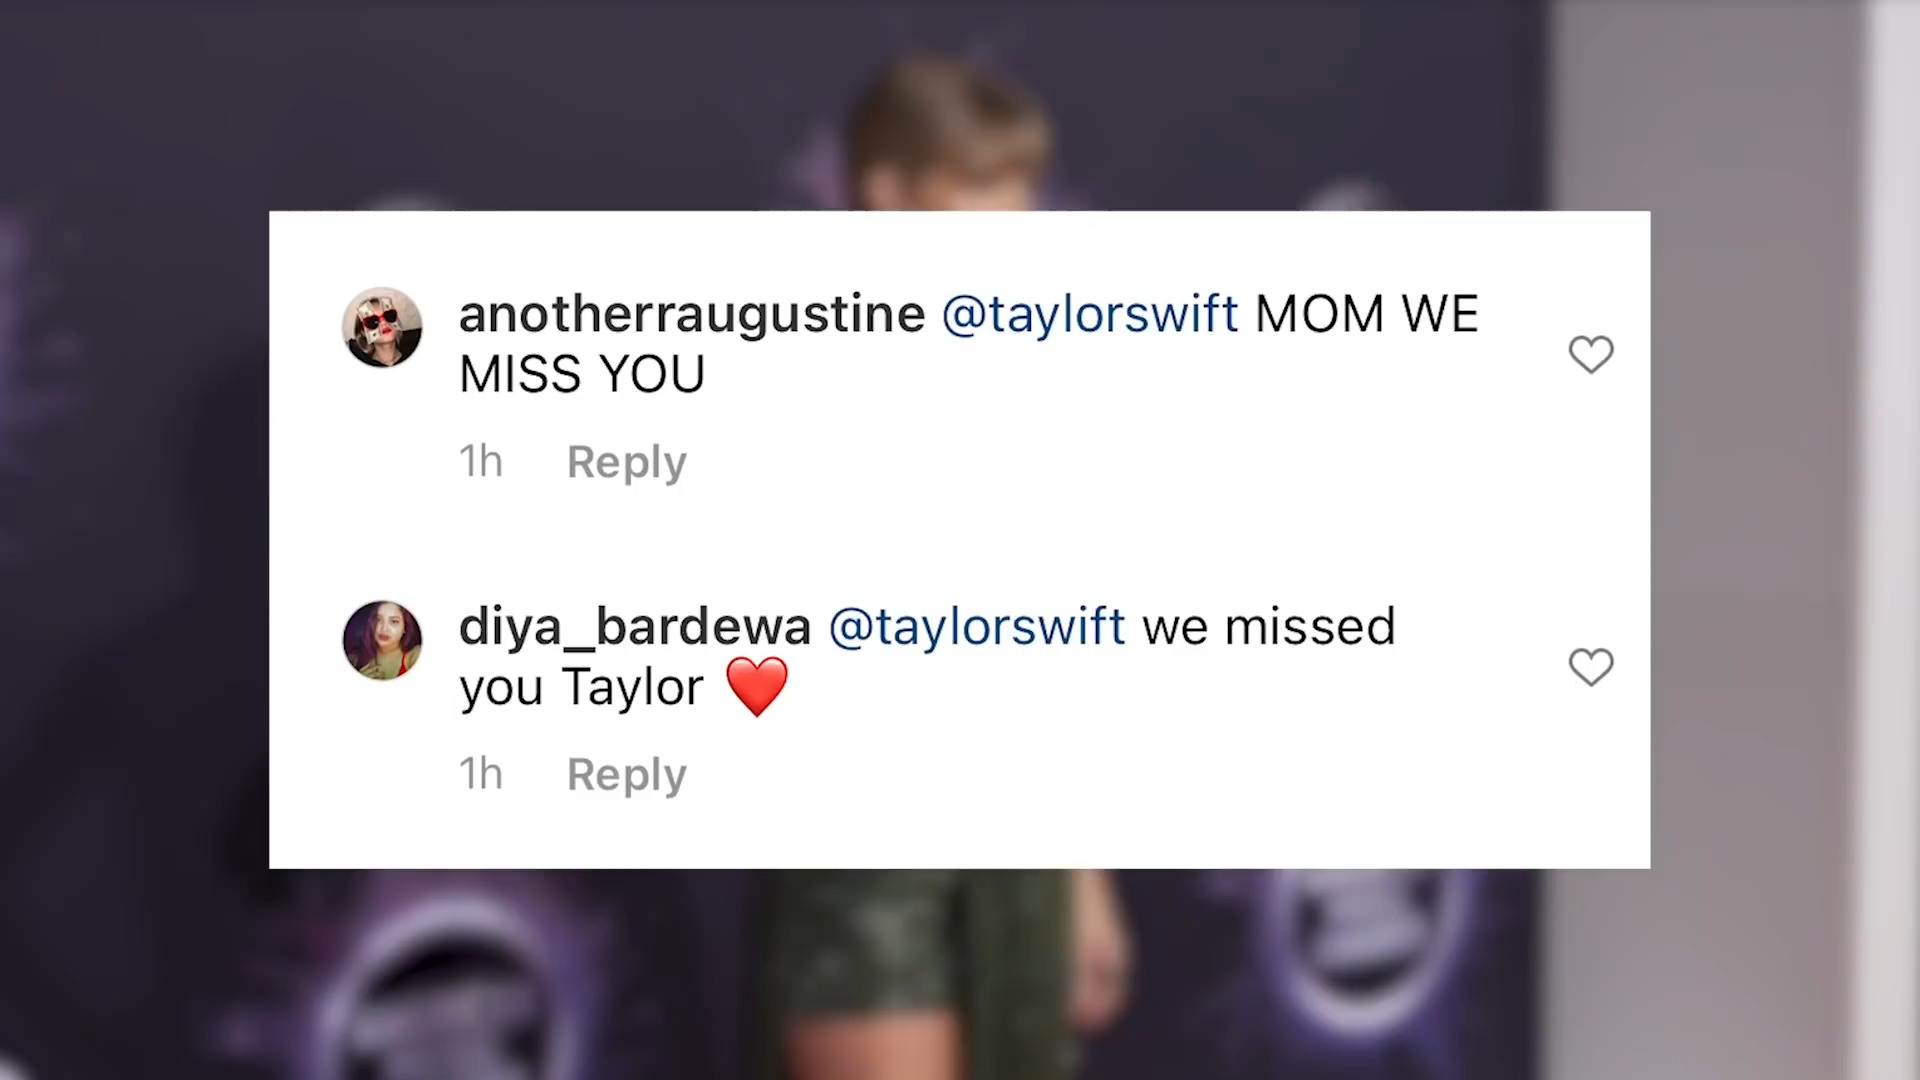 anotherraugustine @taylorswift MOM WE
MISS YOU
1h Reply
diya_bardewa @taylorswift we missed
you Taylor ❤️
1h Reply